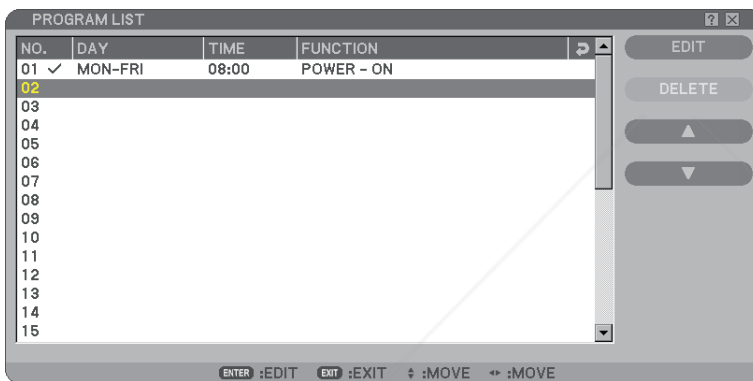 PROGRAM LIST
NO. DAY TIME FUNCTION
01 ✓ MON-FRI 08:00 POWER - ON
02
03
04
05
06
07
08
09
10
11
12
13
14
15
EDIT
DELETE
▲
▼
ENTER :EDIT EXIT :EXIT :MOVE :MOVE